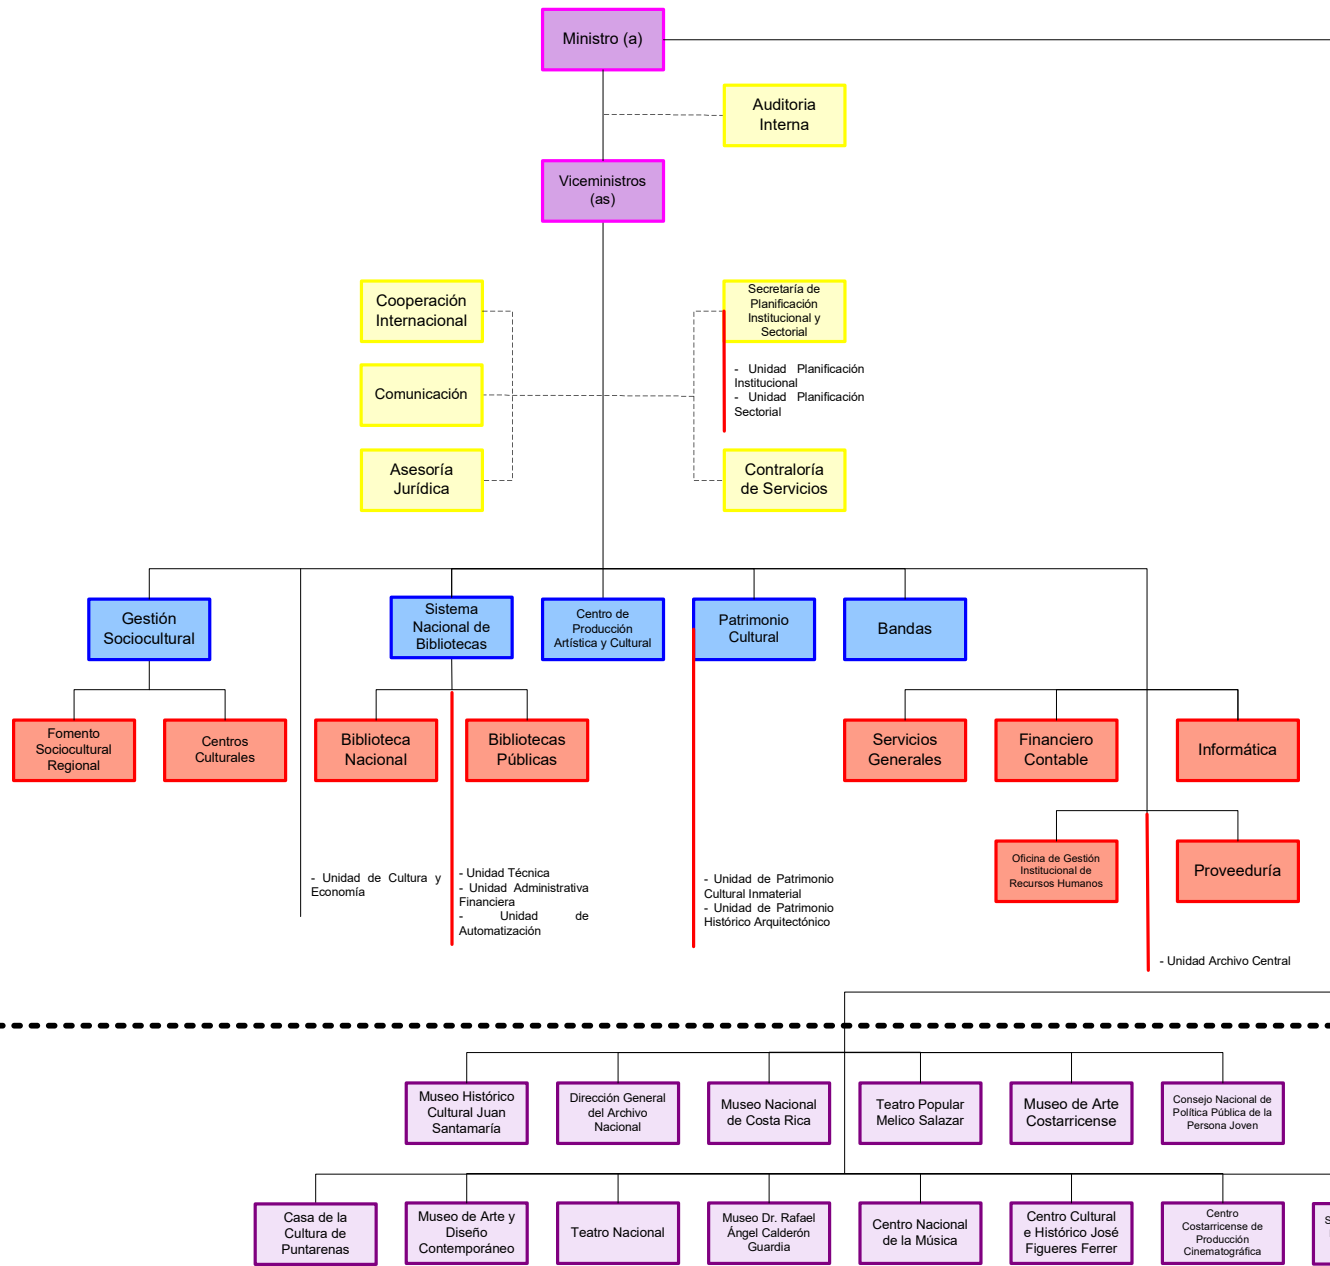 Ministro (a)
Auditoria
Interna
Viceministros
(as)
Cooperación
Internacional
Secretaría de
Planificación
Institucional y
Sectorial
- Unidad Planificación
Institucional
- Unidad Planificación
Sectorial
Comunicación
Asesoría
Jurídica
Contraloría
de Servicios
Gestión
Sociocultural
Sistema
Nacional de
Bibliotecas
Centro de
Producción
Artística y Cultural
Patrimonio
Cultural
Bandas
Fomento
Sociocultural
Regional
Centros
Culturales
Biblioteca
Nacional
Bibliotecas
Públicas
Servicios
Generales
Financiero
Contable
Informática
Oficina de Gestión
Institucional de
Recursos Humanos
Proveeduría
- Unidad de Cultura y
Economía
- Unidad Técnica
- Unidad Administrativa
Financiera
- Unidad de
Automatización
- Unidad de Patrimonio
Cultural Inmaterial
- Unidad de Patrimonio
Histórico Arquitectónico
- Unidad Archivo Central
Museo Histórico
Cultural Juan
Santamaría
Dirección General
del Archivo
Nacional
Museo Nacional
de Costa Rica
Teatro Popular
Melico Salazar
Museo de Arte
Costarricense
Consejo Nacional de
Política Pública de la
Persona Joven
Casa de la
Cultura de
Puntarenas
Museo de Arte y
Diseño
Contemporáneo
Teatro Nacional
Museo Dr. Rafael
Ángel Calderón
Guardia
Centro Nacional
de la Música
Centro Cultural
e Histórico José
Figueres Ferrer
Centro
Costarricense de
Producción
Cinematográfica